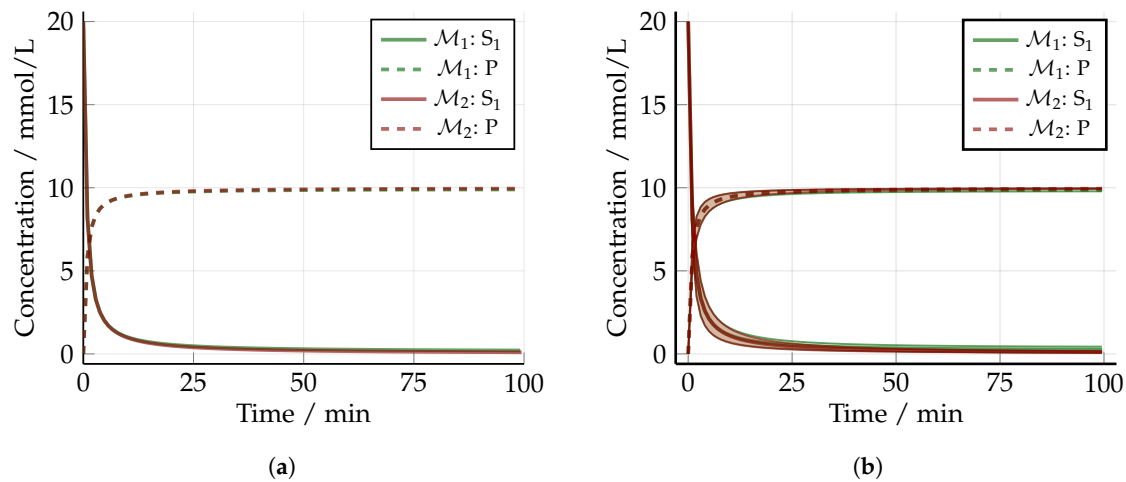 20
15
10
5
0
Concentration / mmol/L
0
25
50
75
100
Time / min
ℳ₁: S₁
ℳ₁: P
ℳ₂: S₁
ℳ₂: P
(a)
20
15
10
5
0
Concentration / mmol/L
0
25
50
75
100
Time / min
ℳ₁: S₁
ℳ₁: P
ℳ₂: S₁
ℳ₂: P
(b)